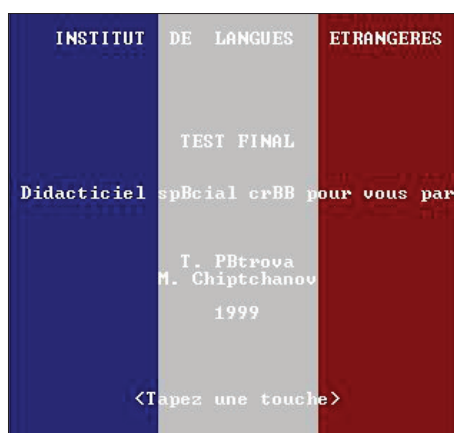 INSTITUT DE LANGUES ETRANGERES
TEST FINAL
Didacticiel spBcial crBB pour vous par
T. PBtrova
M. Chiptchanov
1999
<Tapez une touche>